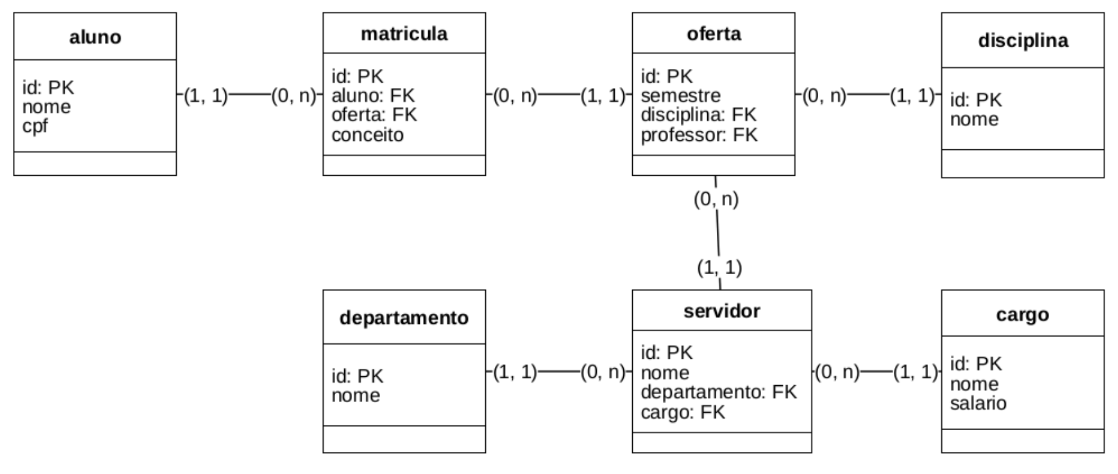 aluno
id: PK
nome
cpf
(1, 1)
(0, n)
matricula
id: PK
aluno: FK
oferta: FK
conceito
(0, n)
(1, 1)
oferta
id: PK
semestre
disciplina: FK
professor: FK
(0, n)
(1, 1)
disciplina
id: PK
nome
(0, n)
(1, 1)
departamento
id: PK
nome
(1, 1)
(0, n)
servidor
id: PK
nome
departamento: FK
cargo: FK
(0, n)
(1, 1)
cargo
id: PK
nome
salario